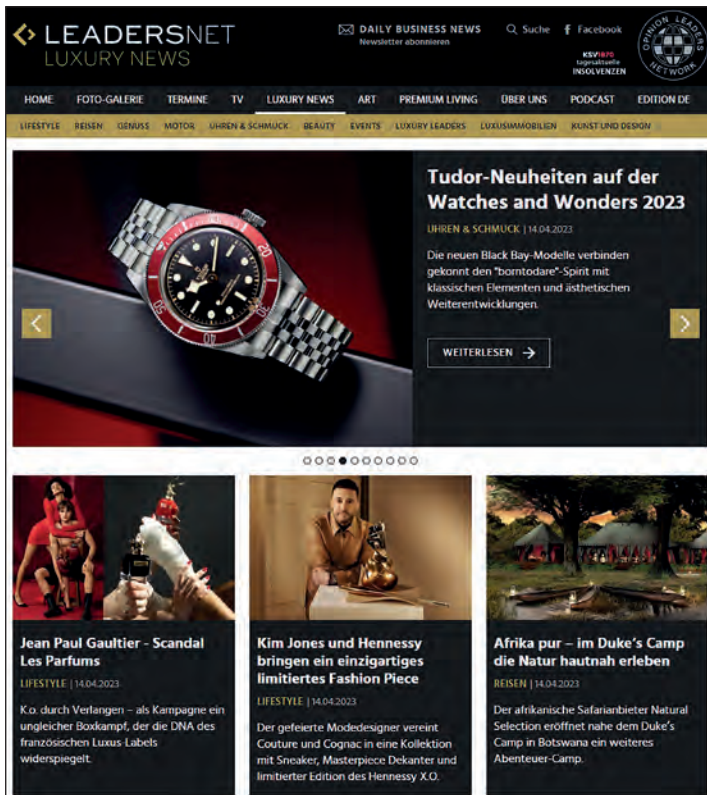 LEADERSNET
LUXURY NEWS
DAILY BUSINESS NEWS
Newsletter abonnieren
Suche
Facebook
KSV1870
tagesaktuelle
INSOLVENZEN
OPINION LEADERS NETWORK
HOME FOTO-GALERIE TERMINE TV LUXURY NEWS ART PREMIUM LIVING ÜBER UNS PODCAST EDITION DE
LIFESTYLE REISEN GENUSS MOTOR UHREN & SCHMUCK BEAUTY EVENTS LUXURY LEADERS LUXUSIMMOBILIEN KUNST UND DESIGN
Tudor-Neuheiten auf der
Watches and Wonders 2023
UHREN & SCHMUCK | 14.04.2023
Die neuen Black Bay-Modelle verbinden
gekonnt den "borntodare"-Spirit mit
klassischen Elementen und ästhetischen
Weiterentwicklungen.
WEITERLESEN →
Jean Paul Gaultier - Scandal
Les Parfums
LIFESTYLE | 14.04.2023
K.o. durch Verlangen – als Kampagne ein
ungleicher Boxkampf, der die DNA des
französischen Luxus-Labels
widerspiegelt.
Kim Jones und Hennessy
bringen ein einzigartiges
limitiertes Fashion Piece
LIFESTYLE | 14.04.2023
Der gefeierte Modedesigner vereint
Couture und Cognac in eine Kollektion
mit Sneaker, Masterpiece Dekanter und
limitierter Edition des Hennessy X.O.
Afrika pur – im Duke's Camp
die Natur hautnah erleben
REISEN | 14.04.2023
Der afrikanische Safarianbieter Natural
Selection eröffnet nahe dem Duke's
Camp in Botswana ein weiteres
Abenteuer-Camp.